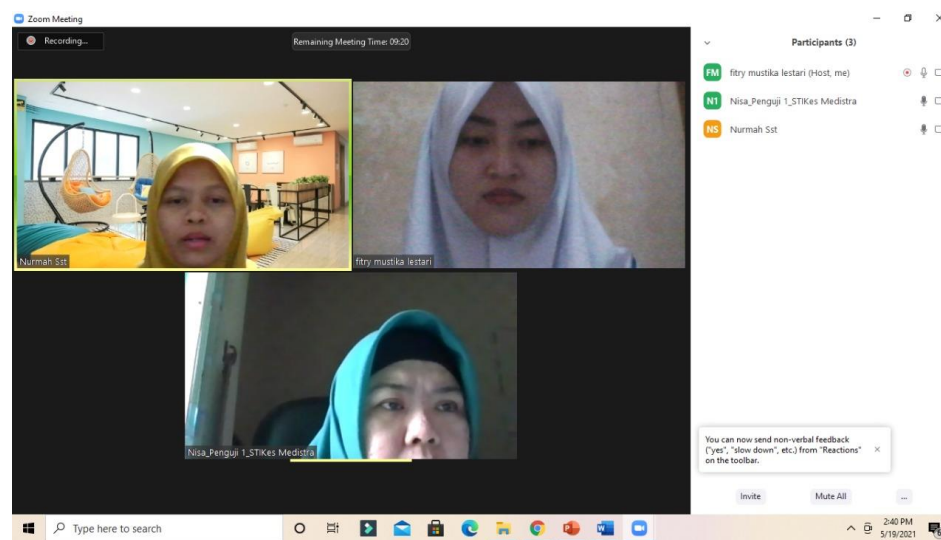 Zoom Meeting
Recording...
Remaining Meeting Time: 09:20
Participants (3)
FM fitry mustika lestari (Host, me)
N1 Nisa_Penguji 1_STIKes Medistra
NS Nurmah Sst
Nurmah Sst
fitry mustika lestari
Nisa_Penguji 1_STIKes Medistra
You can now send non-verbal feedback
("yes", "slow down", etc.) from "Reactions"
on the toolbar.
Invite
Mute All
...
Type here to search
2:40 PM
5/19/2021